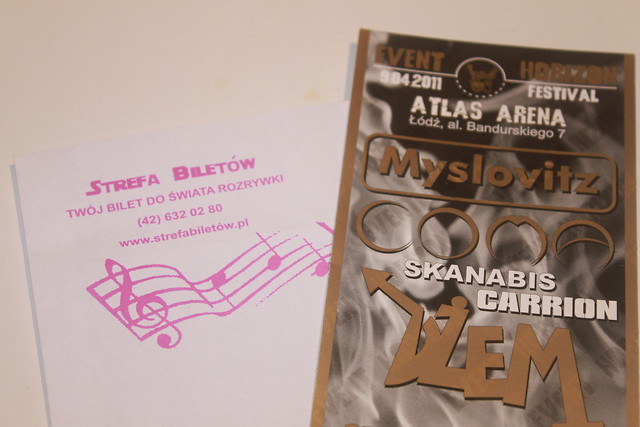 STREFA BILETÓW
TWÓJ BILET DO ŚWIATA ROZRYWKI
(42) 632 02 80
www.strefabiletów.pl
EVENT HORIZON
9.04.2011 FESTIVAL
ATLAS ARENA
Łódź, al. Bandurskiego 7
Myslovitz
COMA
SKANABIS
CARRION
DŻEM